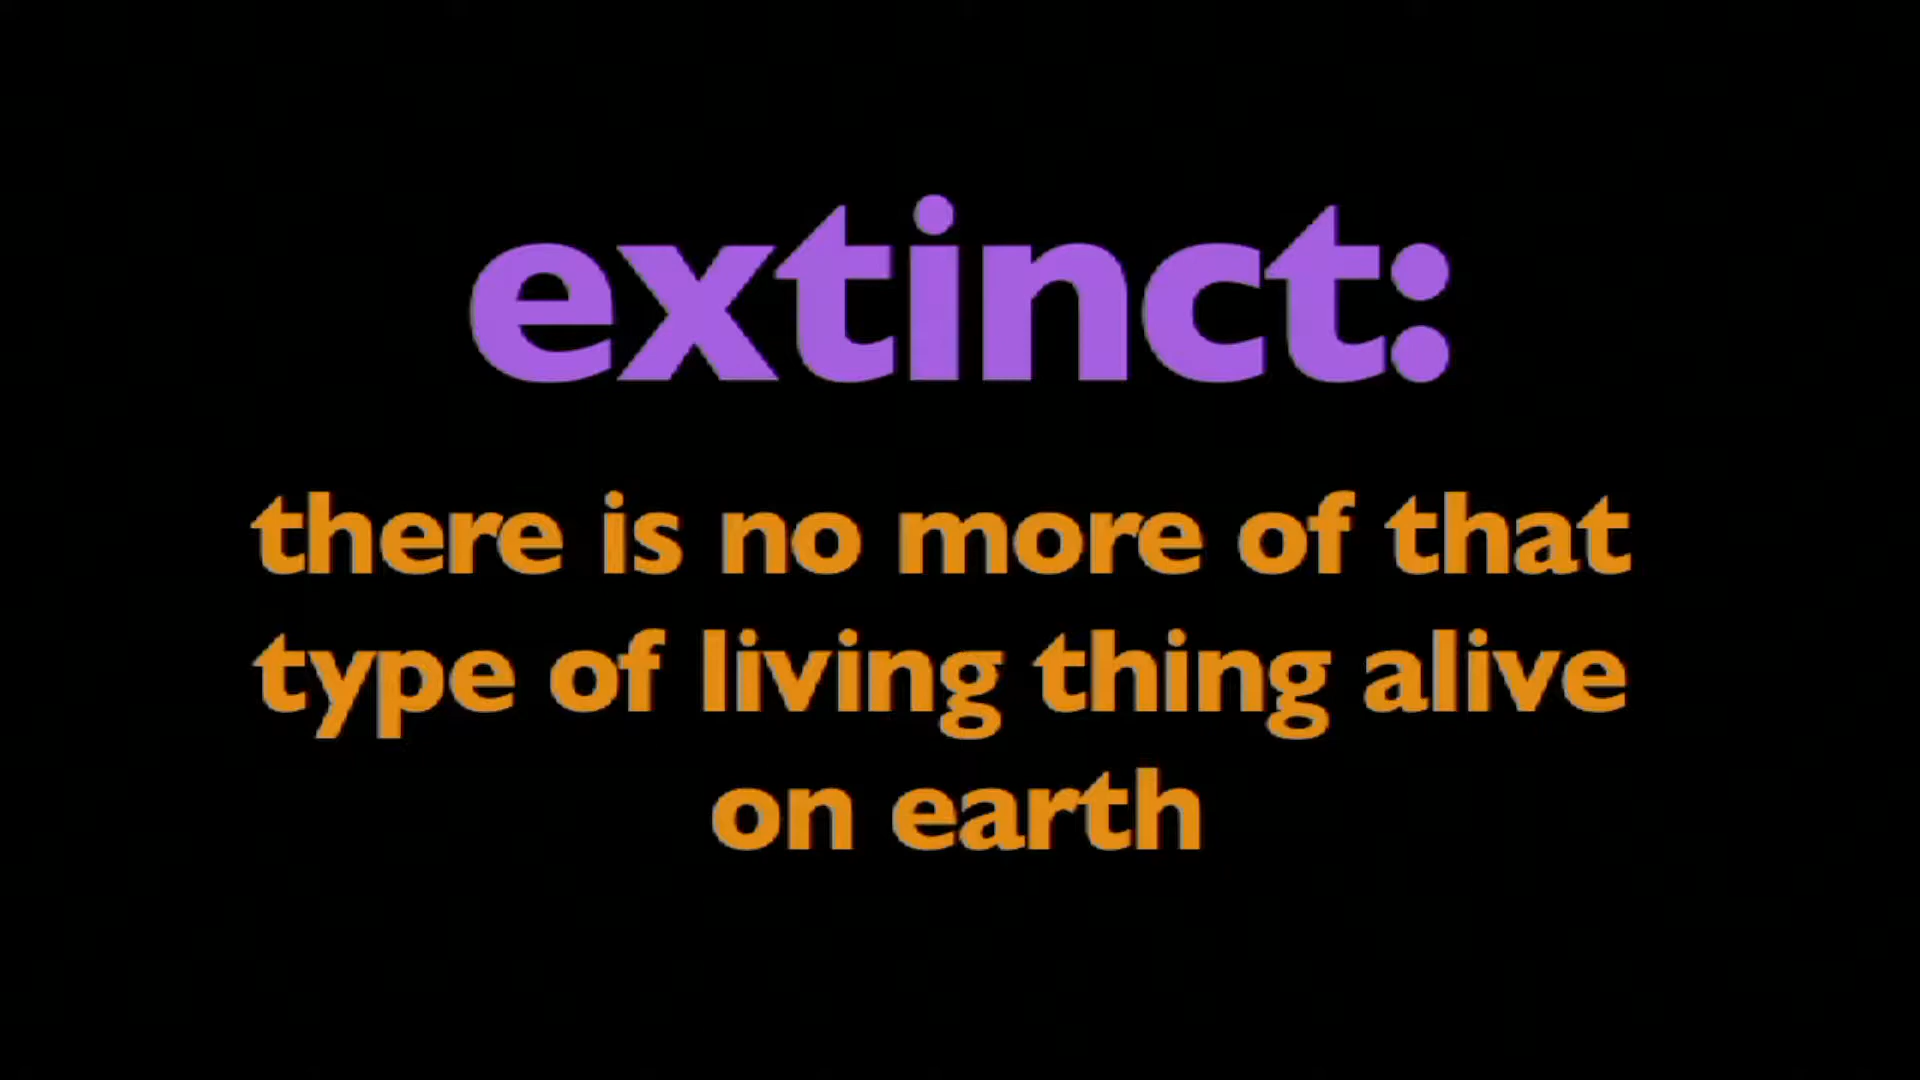 extinct:
there is no more of that
type of living thing alive
on earth